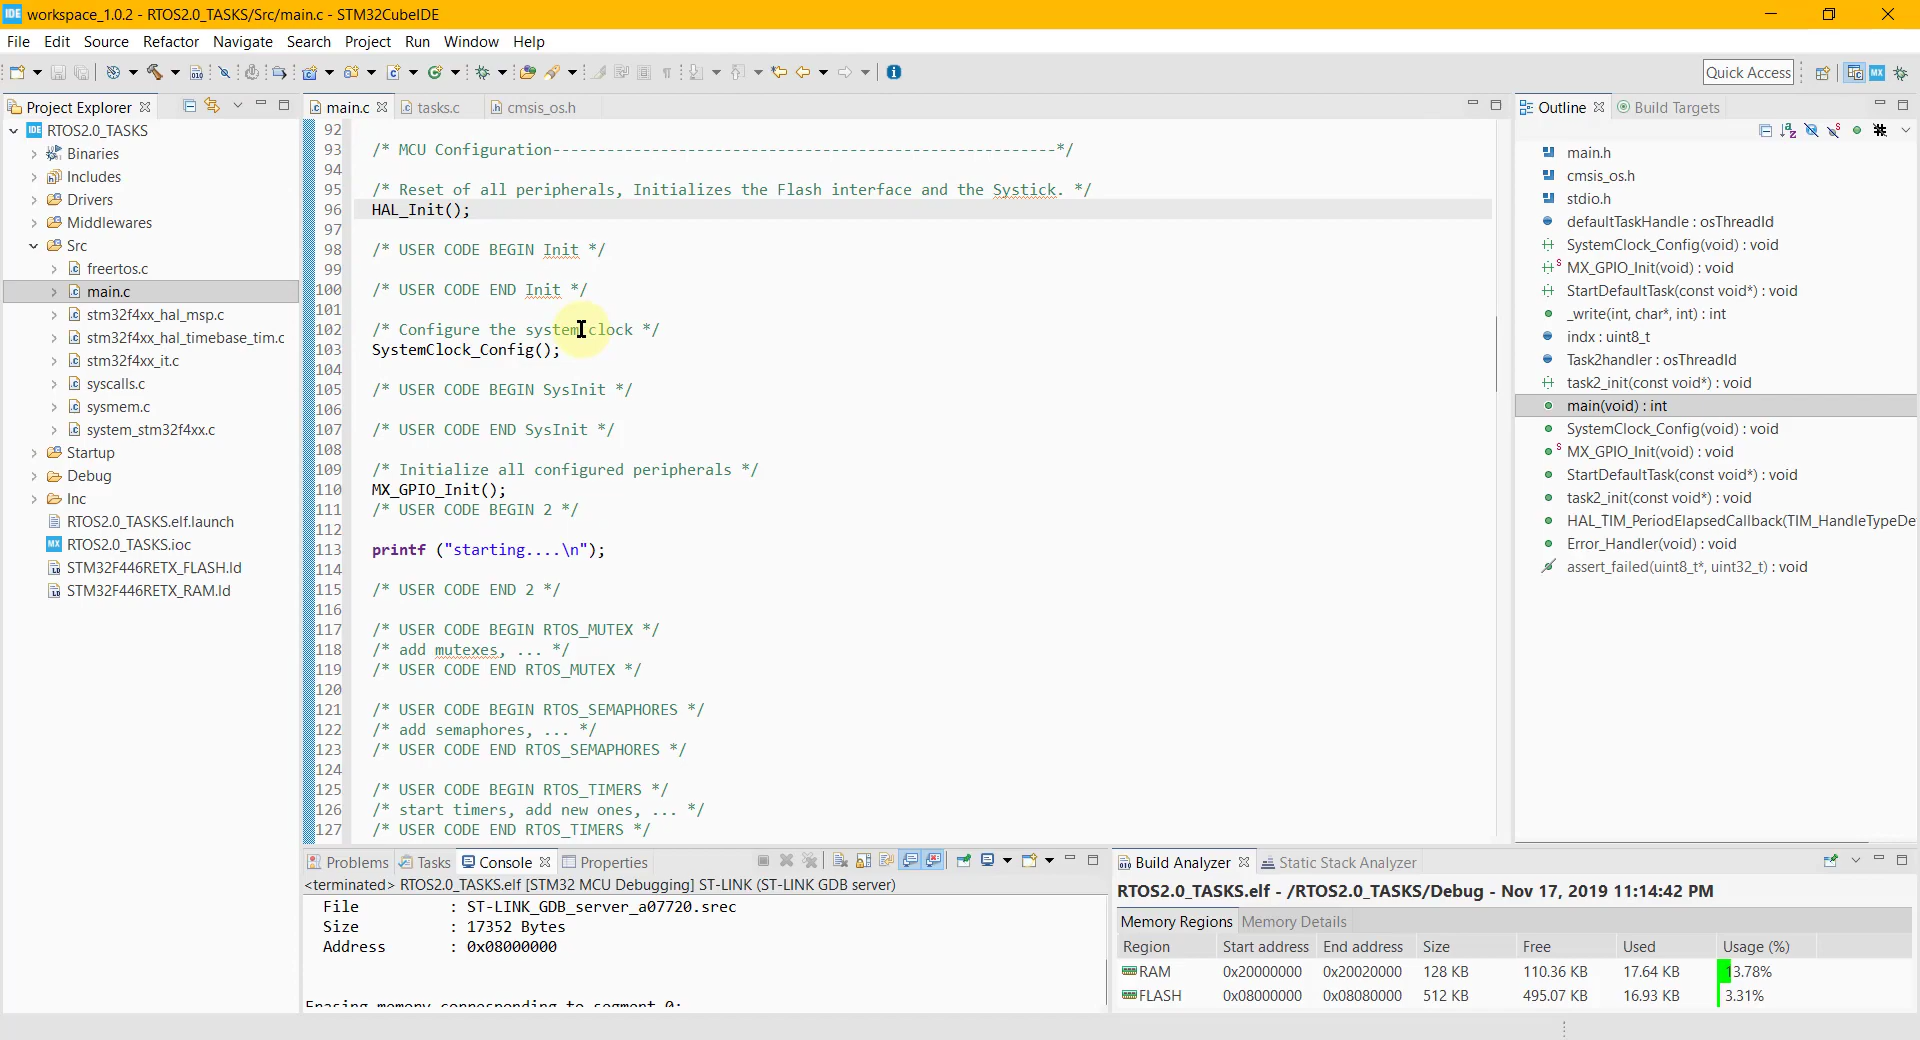 IDE workspace_1.0.2 - RTOS2.0_TASKS/Src/main.c - STM32CubeIDE
File Edit Source Refactor Navigate Search Project Run Window Help
Quick Access
Project Explorer
IDE RTOS2.0_TASKS
Binaries
Includes
Drivers
Middlewares
Src
freertos.c
main.c
stm32f4xx_hal_msp.c
stm32f4xx_hal_timebase_tim.c
stm32f4xx_it.c
syscalls.c
sysmem.c
system_stm32f4xx.c
Startup
Debug
Inc
RTOS2.0_TASKS.elf.launch
MX RTOS2.0_TASKS.ioc
STM32F446RETX_FLASH.ld
STM32F446RETX_RAM.ld
main.c tasks.c cmsis_os.h
92
93 /* MCU Configuration--------------------------------------------------------*/
94
95 /* Reset of all peripherals, Initializes the Flash interface and the Systick. */
96 HAL_Init();
97
98 /* USER CODE BEGIN Init */
99
100 /* USER CODE END Init */
101
102 /* Configure the system clock */
103 SystemClock_Config();
104
105 /* USER CODE BEGIN SysInit */
106
107 /* USER CODE END SysInit */
108
109 /* Initialize all configured peripherals */
110 MX_GPIO_Init();
111 /* USER CODE BEGIN 2 */
112
113 printf ("starting....\n");
114
115 /* USER CODE END 2 */
116
117 /* USER CODE BEGIN RTOS_MUTEX */
118 /* add mutexes, ... */
119 /* USER CODE END RTOS_MUTEX */
120
121 /* USER CODE BEGIN RTOS_SEMAPHORES */
122 /* add semaphores, ... */
123 /* USER CODE END RTOS_SEMAPHORES */
124
125 /* USER CODE BEGIN RTOS_TIMERS */
126 /* start timers, add new ones, ... */
127 /* USER CODE END RTOS_TIMERS */
Outline Build Targets
main.h
cmsis_os.h
stdio.h
defaultTaskHandle : osThreadId
SystemClock_Config(void) : void
MX_GPIO_Init(void) : void
StartDefaultTask(const void*) : void
_write(int, char*, int) : int
indx : uint8_t
Task2handler : osThreadId
task2_init(const void*) : void
main(void) : int
SystemClock_Config(void) : void
MX_GPIO_Init(void) : void
StartDefaultTask(const void*) : void
task2_init(const void*) : void
HAL_TIM_PeriodElapsedCallback(TIM_HandleTypeDe
Error_Handler(void) : void
assert_failed(uint8_t*, uint32_t) : void
Problems Tasks Console Properties
<terminated> RTOS2.0_TASKS.elf [STM32 MCU Debugging] ST-LINK (ST-LINK GDB server)
File : ST-LINK_GDB_server_a07720.srec
Size : 17352 Bytes
Address : 0x08000000
Erasing memory corresponding to segment 0:
Build Analyzer Static Stack Analyzer
RTOS2.0_TASKS.elf - /RTOS2.0_TASKS/Debug - Nov 17, 2019 11:14:42 PM
Memory Regions Memory Details
Region Start address End address Size Free Used Usage (%)
RAM 0x20000000 0x20020000 128 KB 110.36 KB 17.64 KB 13.78%
FLASH 0x08000000 0x08080000 512 KB 495.07 KB 16.93 KB 3.31%